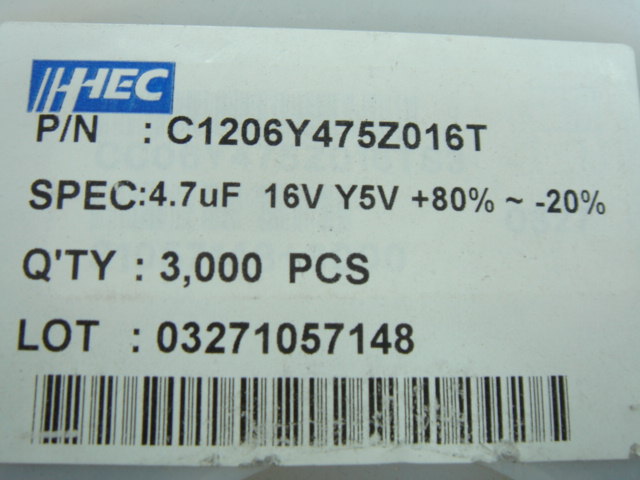 HEC
P/N : C1206Y475Z016T
SPEC:4.7uF 16V Y5V +80% ~ -20%
Q'TY : 3,000 PCS
LOT : 03271057148